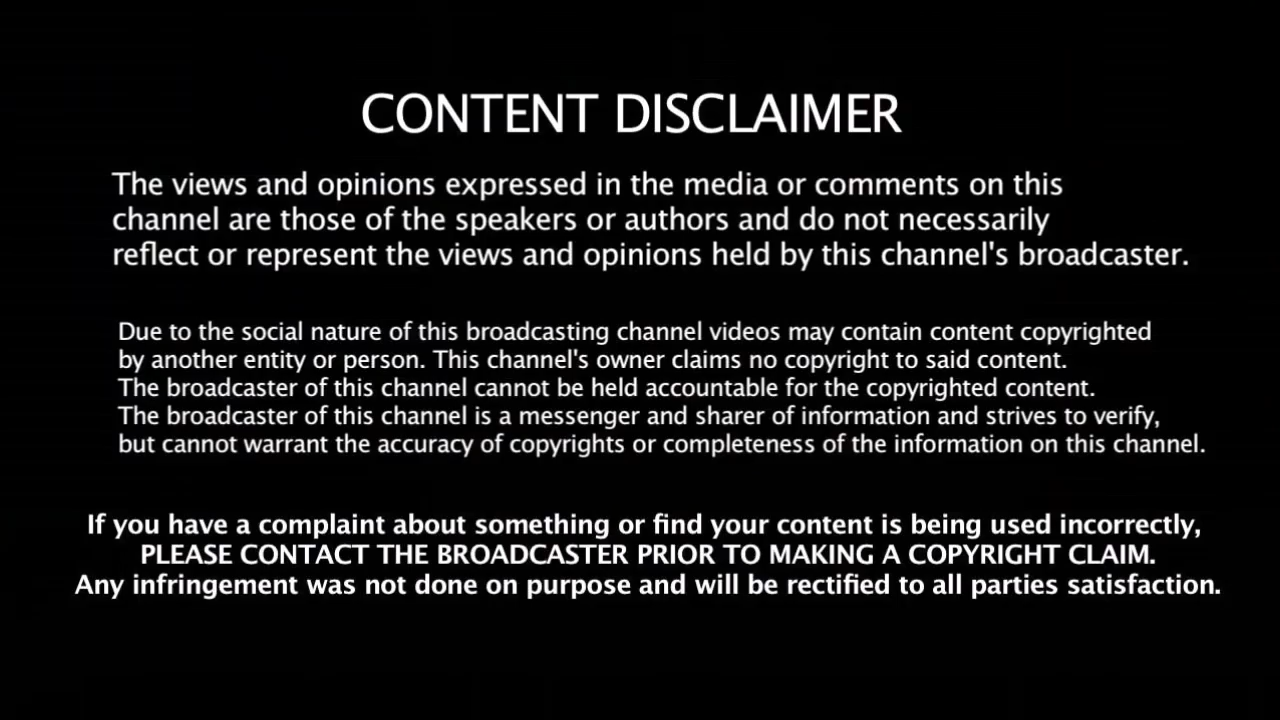 CONTENT DISCLAIMER
The views and opinions expressed in the media or comments on this
channel are those of the speakers or authors and do not necessarily
reflect or represent the views and opinions held by this channel's broadcaster.
Due to the social nature of this broadcasting channel videos may contain content copyrighted
by another entity or person. This channel's owner claims no copyright to said content.
The broadcaster of this channel cannot be held accountable for the copyrighted content.
The broadcaster of this channel is a messenger and sharer of information and strives to verify,
but cannot warrant the accuracy of copyrights or completeness of the information on this channel.
If you have a complaint about something or find your content is being used incorrectly,
PLEASE CONTACT THE BROADCASTER PRIOR TO MAKING A COPYRIGHT CLAIM.
Any infringement was not done on purpose and will be rectified to all parties satisfaction.